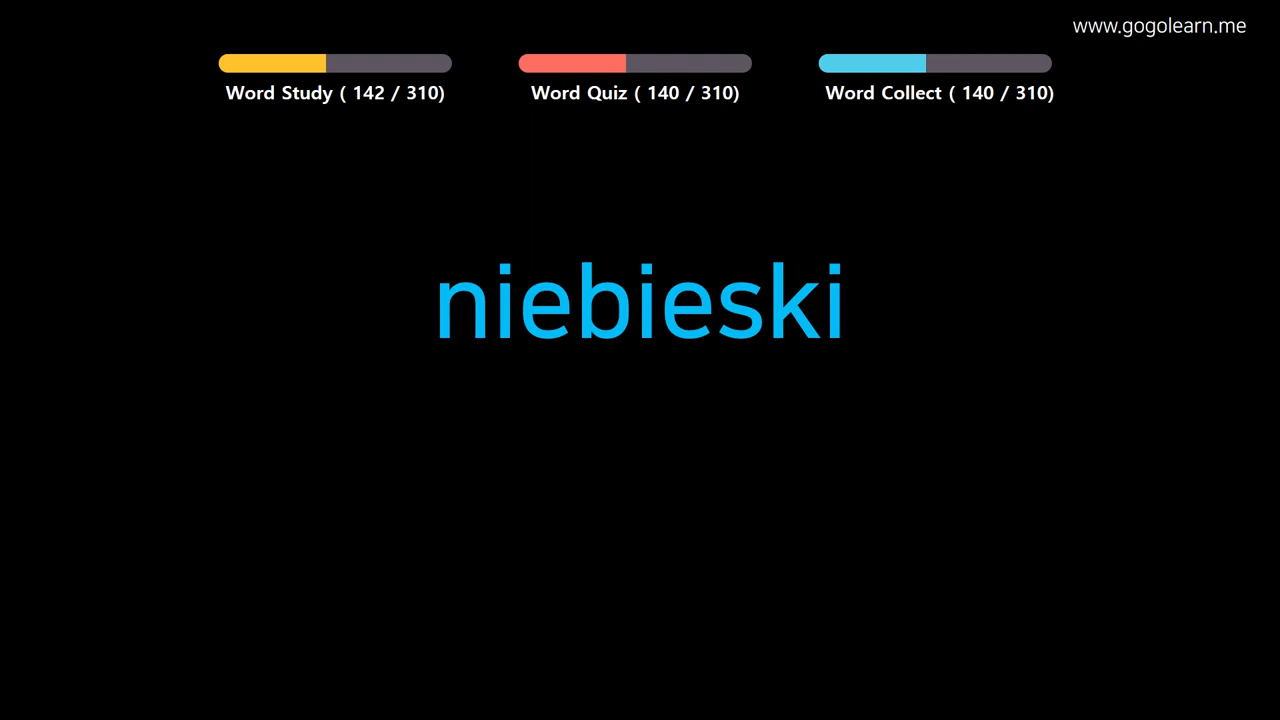 www.gogolearn.me
Word Study ( 142 / 310)
Word Quiz ( 140 / 310)
Word Collect ( 140 / 310)
niebieski